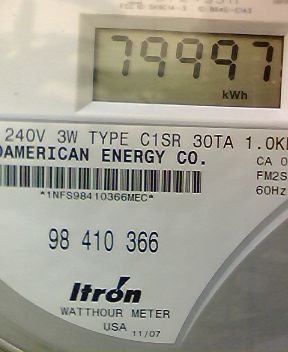 79997
kWh
240V 3W TYPE C1SR 30TA 1.0K
AMERICAN ENERGY CO.
CA 0
FM2S
60Hz
*1NFS98410366MEC*
98 410 366
Itrón
WATTHOUR METER
USA 11/07